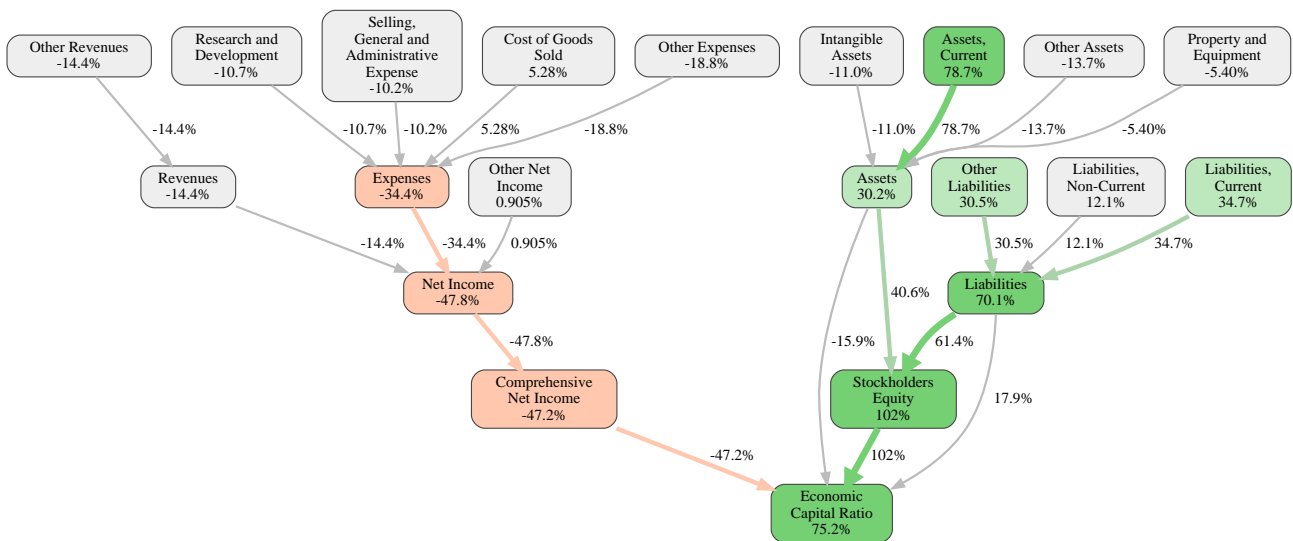 Other Revenues
-14.4%
Research and
Development
-10.7%
Selling,
General and
Administrative
Expense
-10.2%
Cost of Goods
Sold
5.28%
Other Expenses
-18.8%
Intangible
Assets
-11.0%
Assets,
Current
78.7%
Other Assets
-13.7%
Property and
Equipment
-5.40%
-14.4%
-10.7%
-10.2%
5.28%
-18.8%
-11.0%
78.7%
-13.7%
-5.40%
Revenues
-14.4%
Expenses
-34.4%
Other Net
Income
0.905%
Assets
30.2%
Other
Liabilities
30.5%
Liabilities,
Non-Current
12.1%
Liabilities,
Current
34.7%
-14.4%
-34.4%
0.905%
30.5%
12.1%
34.7%
Net Income
-47.8%
40.6%
Liabilities
70.1%
-47.8%
-15.9%
61.4%
Comprehensive
Net Income
-47.2%
Stockholders
Equity
102%
17.9%
-47.2%
102%
Economic
Capital Ratio
75.2%